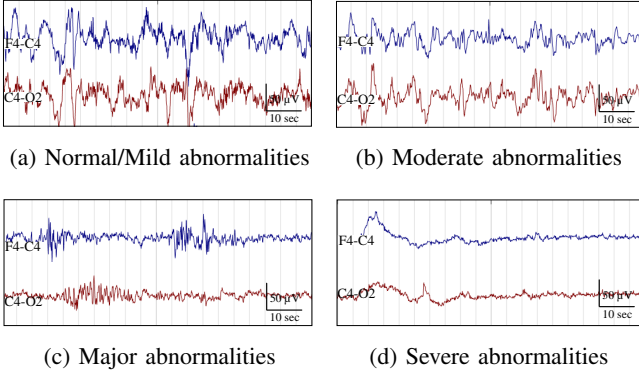 F4-C4
C4-O2
50 µV
10 sec
(a) Normal/Mild abnormalities
F4-C4
C4-O2
50 µV
10 sec
(b) Moderate abnormalities
F4-C4
C4-O2
50 µV
10 sec
(c) Major abnormalities
F4-C4
C4-O2
50 µV
10 sec
(d) Severe abnormalities